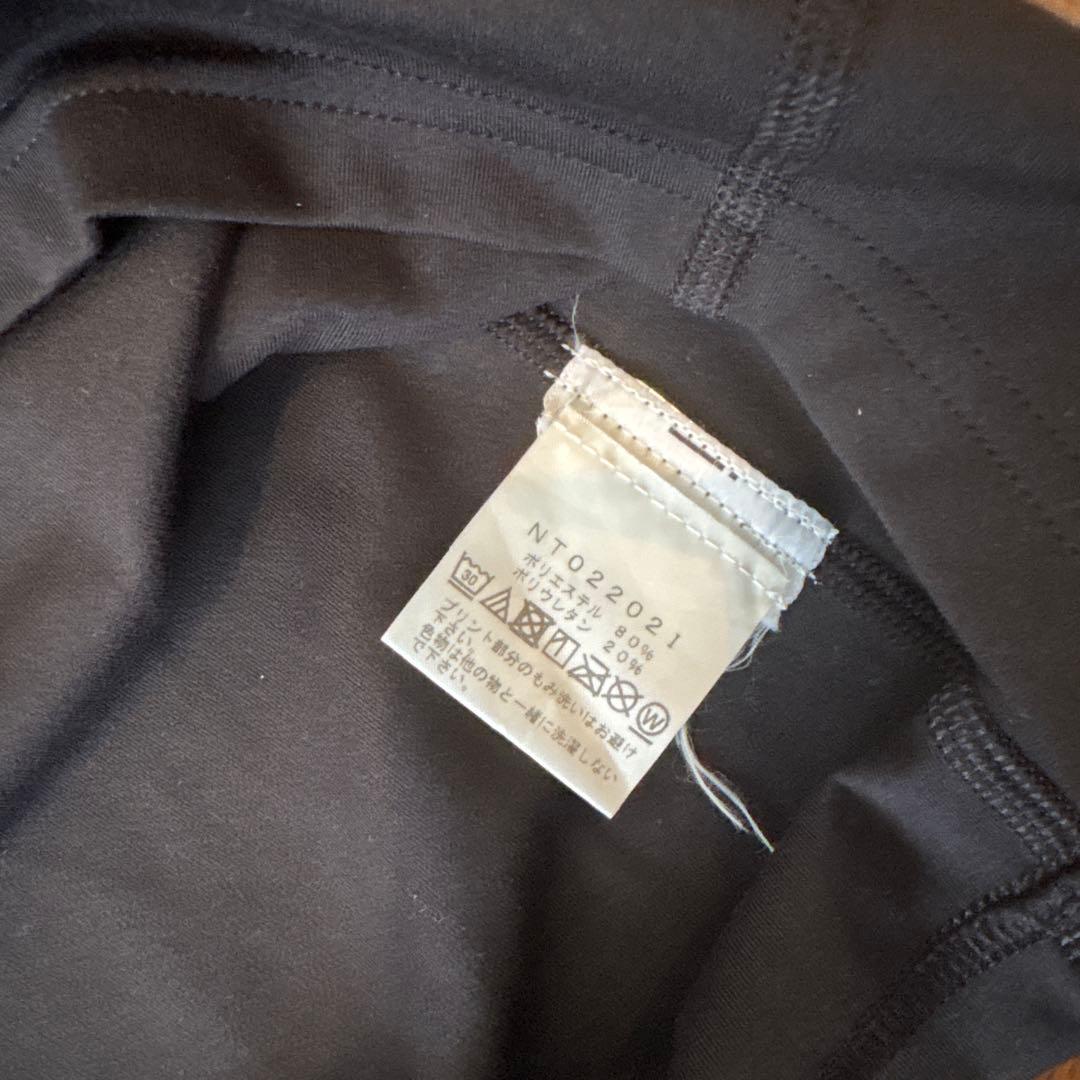 NT022021
ポリエステル 80%
ポリウレタン 20%
30
W
プリント部分のもみ洗いはお避け
下さい。
色物は他の物と一緒に洗濯しない
で下さい。